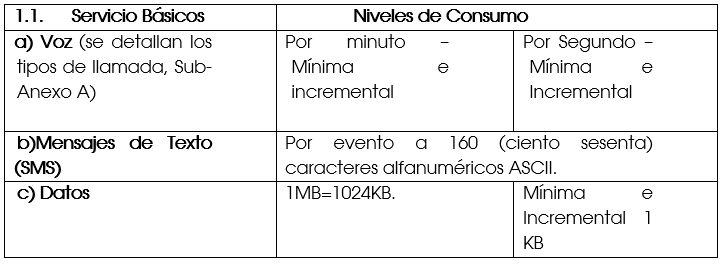 1.1. Servicio Básicos
Niveles de Consumo
a) Voz (se detallan los
tipos de llamada, Sub-
Anexo A)
Por minuto –
Mínima e
incremental
Por Segundo –
Mínima e
Incremental
b)Mensajes de Texto
(SMS)
Por evento a 160 (ciento sesenta)
caracteres alfanuméricos ASCII.
c) Datos
1MB=1024KB.
Mínima e
Incremental 1
KB